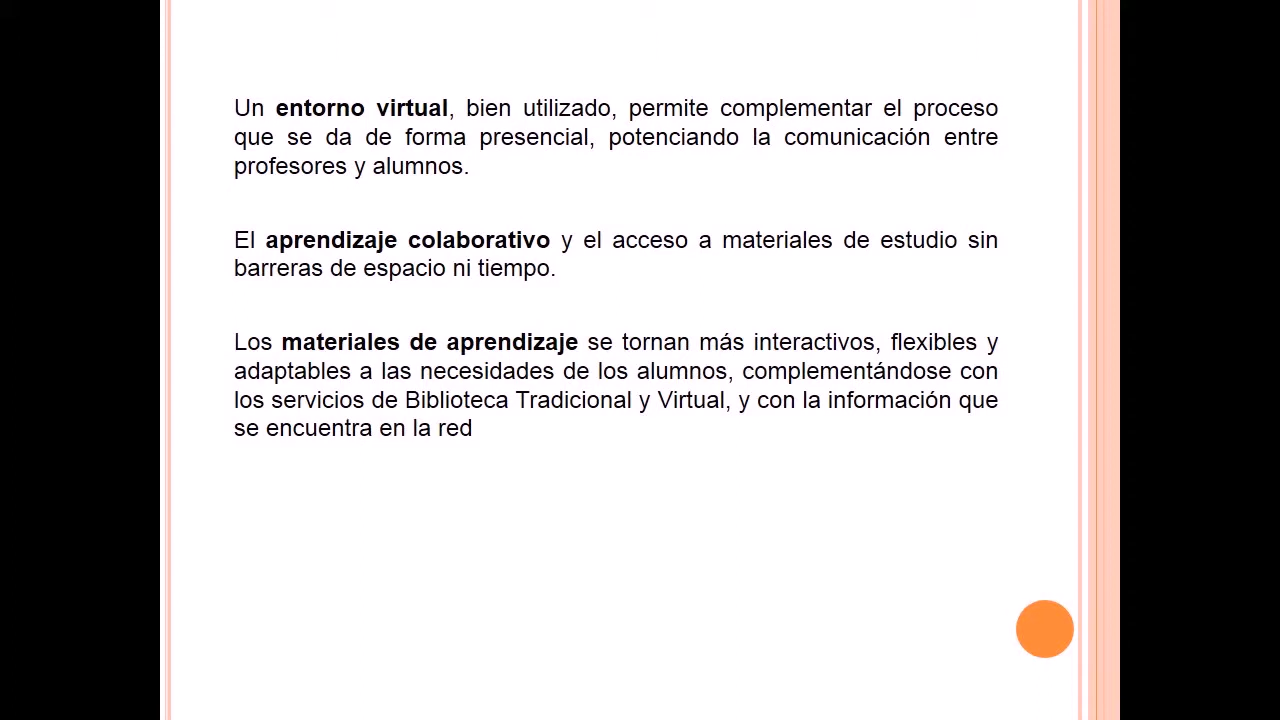 Un entorno virtual, bien utilizado, permite complementar el proceso
que se da de forma presencial, potenciando la comunicación entre
profesores y alumnos.
El aprendizaje colaborativo y el acceso a materiales de estudio sin
barreras de espacio ni tiempo.
Los materiales de aprendizaje se tornan más interactivos, flexibles y
adaptables a las necesidades de los alumnos, complementándose con
los servicios de Biblioteca Tradicional y Virtual, y con la información que
se encuentra en la red